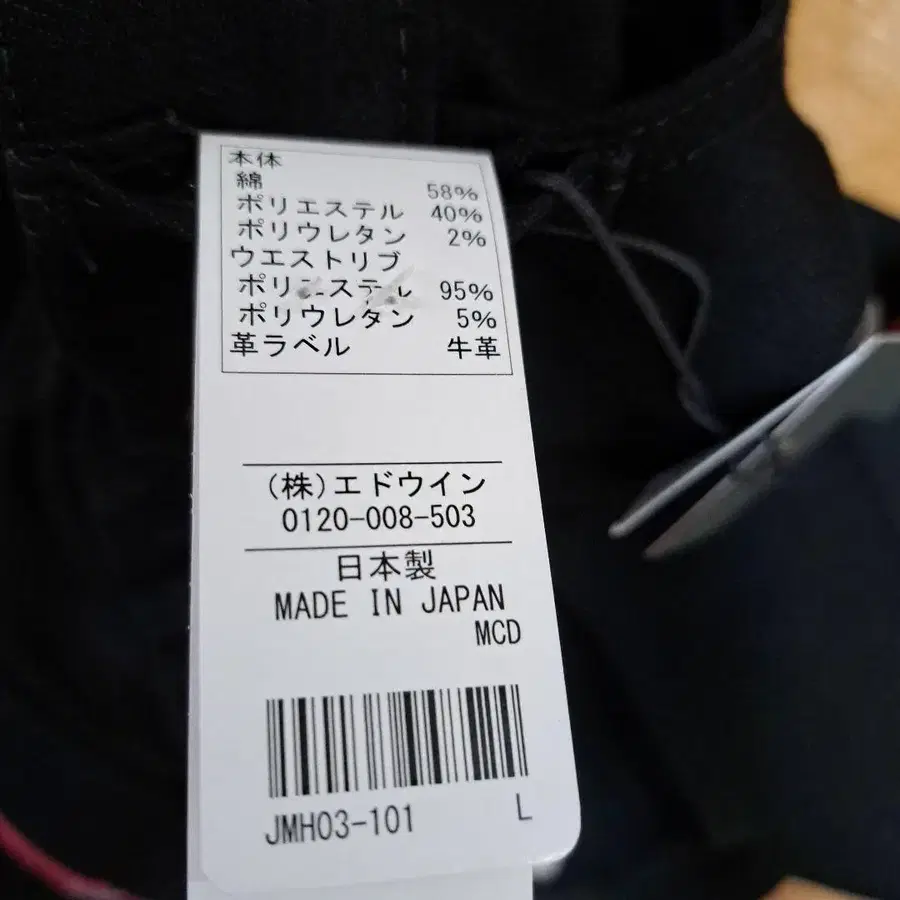 本体
綿 58%
ポリエステル 40%
ポリウレタン 2%
ウエストリブ
ポリエステル 95%
ポリウレタン 5%
革ラベル 牛革
(株)エドウイン
0120-008-503
日本製
MADE IN JAPAN
MCD
JMH03-101 L